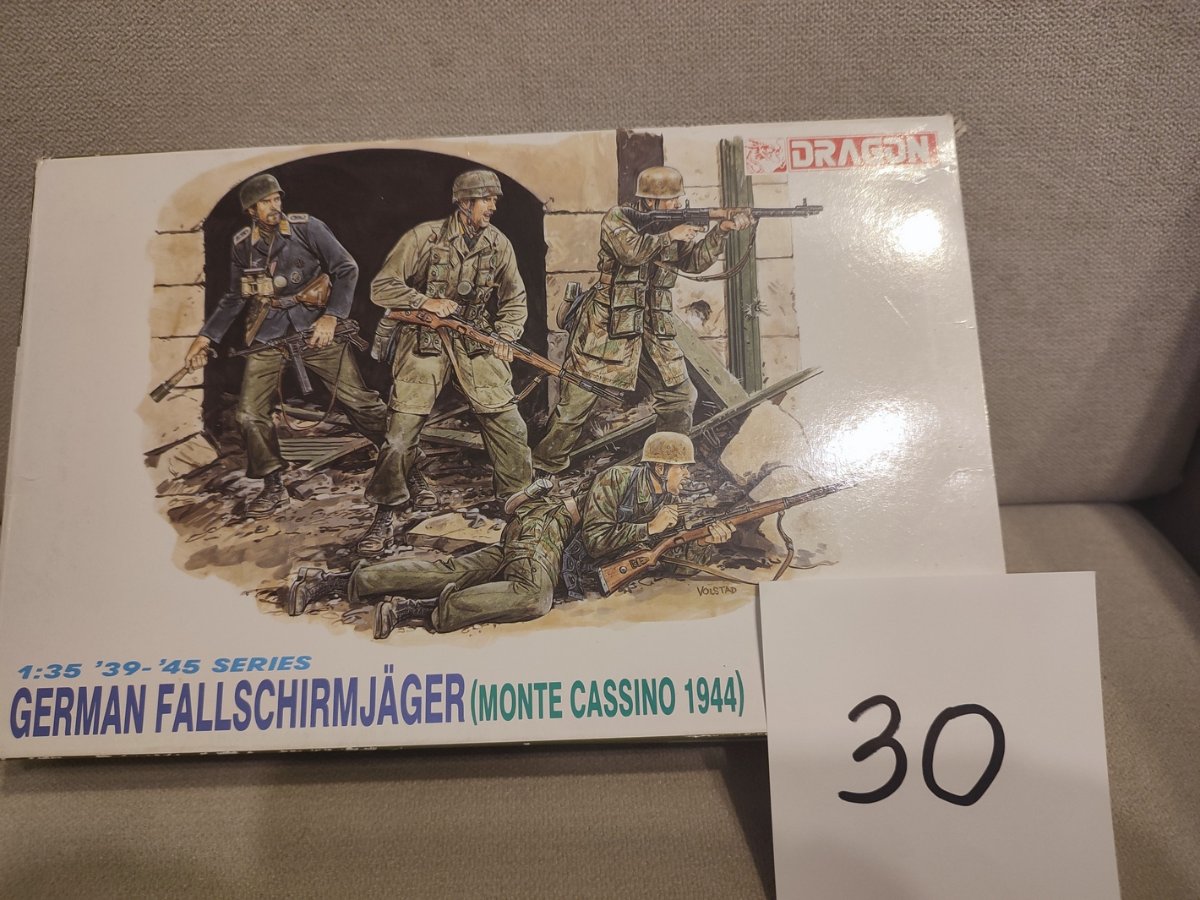 DRAGON
VOLSTAD
1:35 '39-'45 SERIES
GERMAN FALLSCHIRMJÄGER (MONTE CASSINO 1944)
30